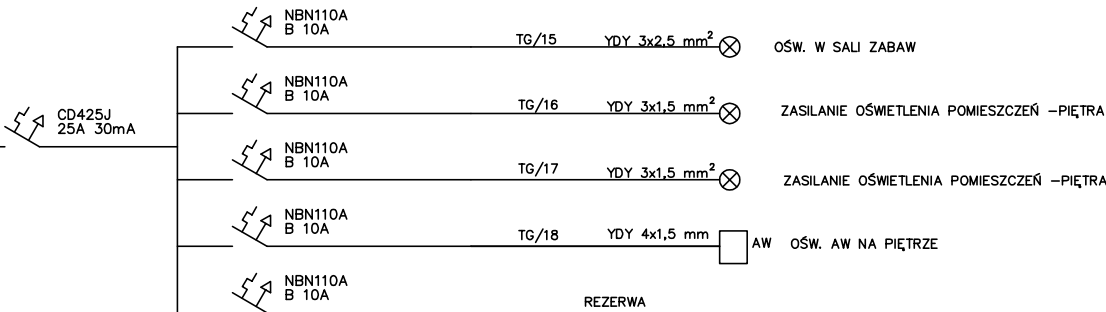 NBN110A
B 10A
TG/15 YDY 3x2,5 mm²
OŚW. W SALI ZABAW
NBN110A
B 10A
TG/16 YDY 3x1,5 mm²
ZASILANIE OŚWIETLENIA POMIESZCZEŃ -PIĘTRA
CD425J
25A 30mA
NBN110A
B 10A
TG/17 YDY 3x1,5 mm²
ZASILANIE OŚWIETLENIA POMIESZCZEŃ -PIĘTRA
NBN110A
B 10A
TG/18 YDY 4x1,5 mm
AW OŚW. AW NA PIĘTRZE
NBN110A
B 10A
REZERWA